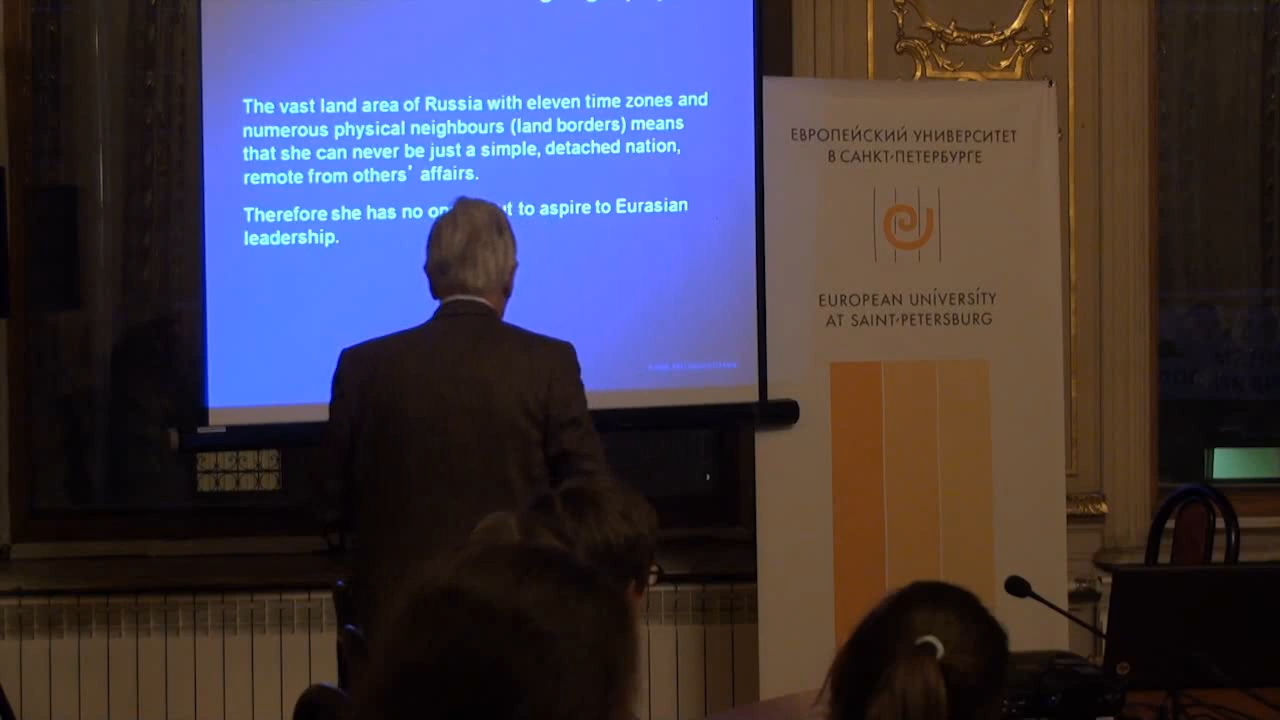 The vast land area of Russia with eleven time zones and
numerous physical neighbours (land borders) means
that she can never be just a simple, detached nation,
remote from others' affairs.
Therefore she has no to aspire to Eurasian
leadership.
ЕВРОПЕЙСКИЙ УНИВЕРСИТЕТ
В САНКТ-ПЕТЕРБУРГЕ
EUROPEAN UNIVERSITY
AT SAINT-PETERSBURG